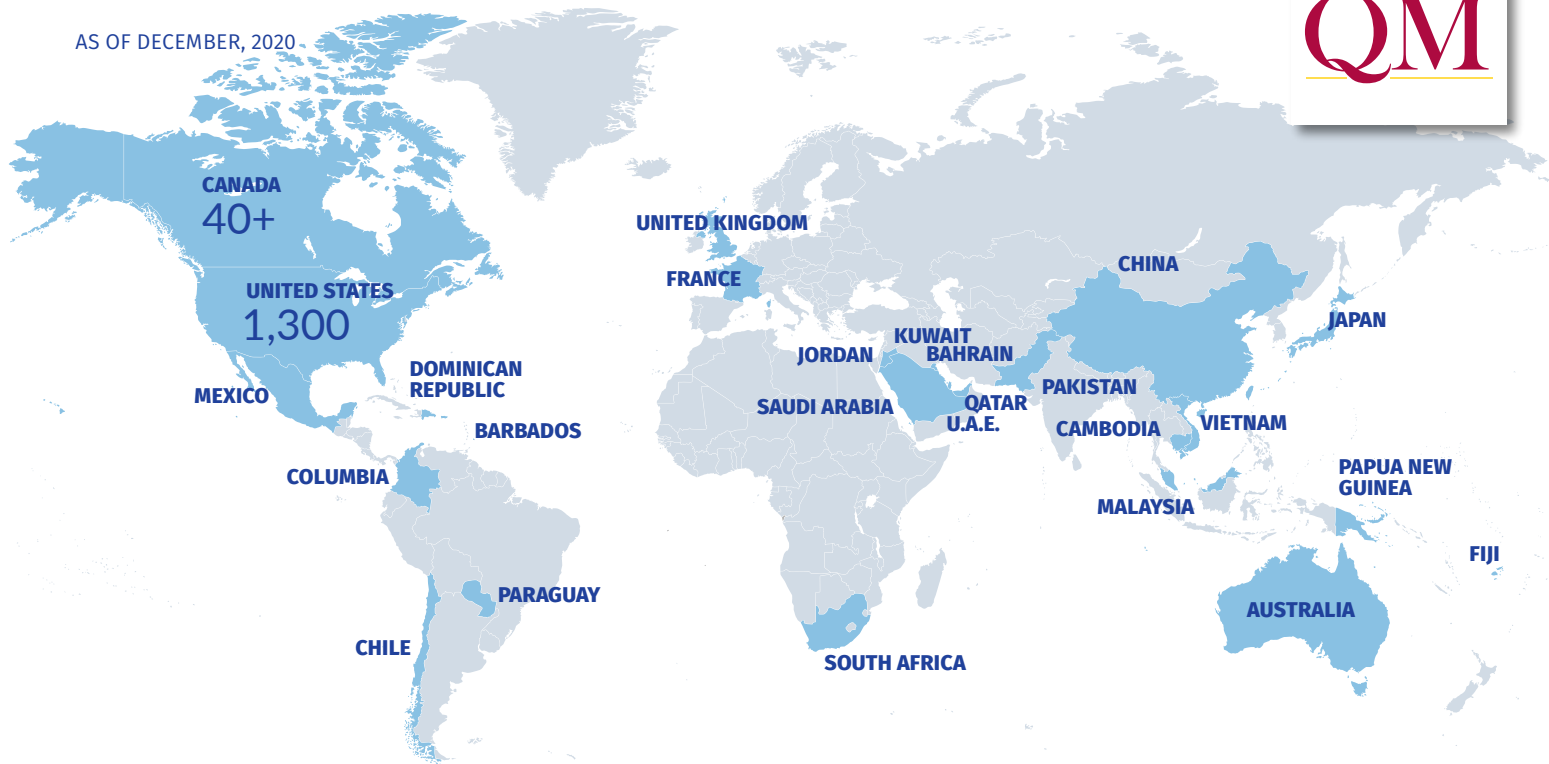 AS OF DECEMBER, 2020
QM
CANADA
40+
UNITED STATES
1,300
MEXICO
DOMINICAN
REPUBLIC
BARBADOS
COLUMBIA
PARAGUAY
CHILE
UNITED KINGDOM
FRANCE
CHINA
JAPAN
KUWAIT
JORDAN
BAHRAIN
PAKISTAN
SAUDI ARABIA
QATAR
U.A.E.
CAMBODIA
VIETNAM
MALAYSIA
PAPUA NEW
GUINEA
FIJI
AUSTRALIA
SOUTH AFRICA